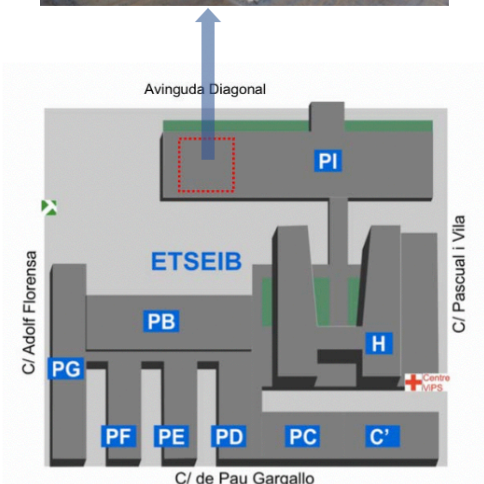 Avinguda Diagonal
PI
C/ Adolf Florensa
ETSEIB
C/ Pascual i Vila
PB
H
PG
Centre
VIPS
PF
PE
PD
PC
C'
C/ de Pau Gargallo